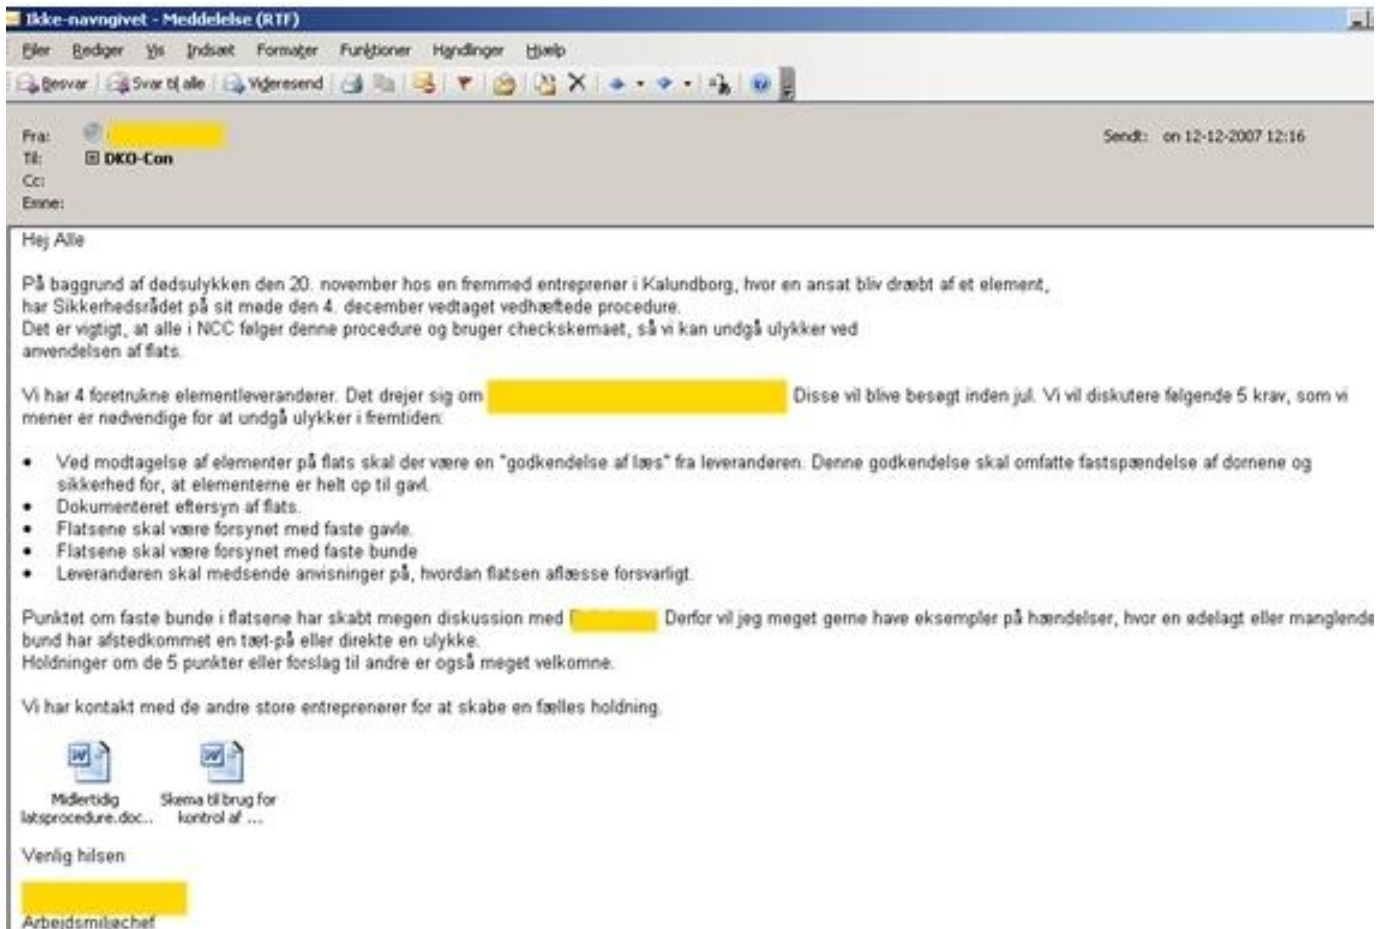 Ikke-navngivet - Meddelelse (RTF)
Filer Rediger Vis Indsæt Formater Funktioner Handlinger Hjælp
Besvar Svar til alle Videresend
Fra:
Sendt: on 12-12-2007 12:16
Til: DKO-Con
Cc:
Emne:
Hej Alle
På baggrund af dødsulykken den 20. november hos en fremmed entreprenør i Kalundborg, hvor en ansat bliv dræbt af et element,
har Sikkerhedsrådet på sit møde den 4. december vedtaget vedhæftede procedure.
Det er vigtigt, at alle i NCC følger denne procedure og bruger checkskemaet, så vi kan undgå ulykker ved
anvendelsen af flats.
Vi har 4 foretrukne elementleverandører. Det drejer sig om Disse vil blive besøgt inden jul. Vi vil diskutere følgende 5 krav, som vi
mener er nødvendige for at undgå ulykker i fremtiden:
• Ved modtagelse af elementer på flats skal der være en "godkendelse af læs" fra leverandøren. Denne godkendelse skal omfatte fastspændelse af dornene og
sikkerhed for, at elementerne er helt op til gavl.
• Dokumenteret eftersyn af flats.
• Flatsene skal være forsynet med faste gavle.
• Flatsene skal være forsynet med faste bunde
• Leverandøren skal medsende anvisninger på, hvordan flatsen aflæsse forsvarligt.
Punktet om faste bunde i flatsene har skabt megen diskussion med Derfor vil jeg meget gerne have eksempler på hændelser, hvor en ødelagt eller manglende
bund har afstedkommet en tæt-på eller direkte en ulykke.
Holdninger om de 5 punkter eller forslag til andre er også meget velkomne.
Vi har kontakt med de andre store entreprenører for at skabe en fælles holdning.
Midlertidig
latsprocedure.doc...
Skema til brug for
kontrol af ...
Venlig hilsen
Arbejdsmiljøchef